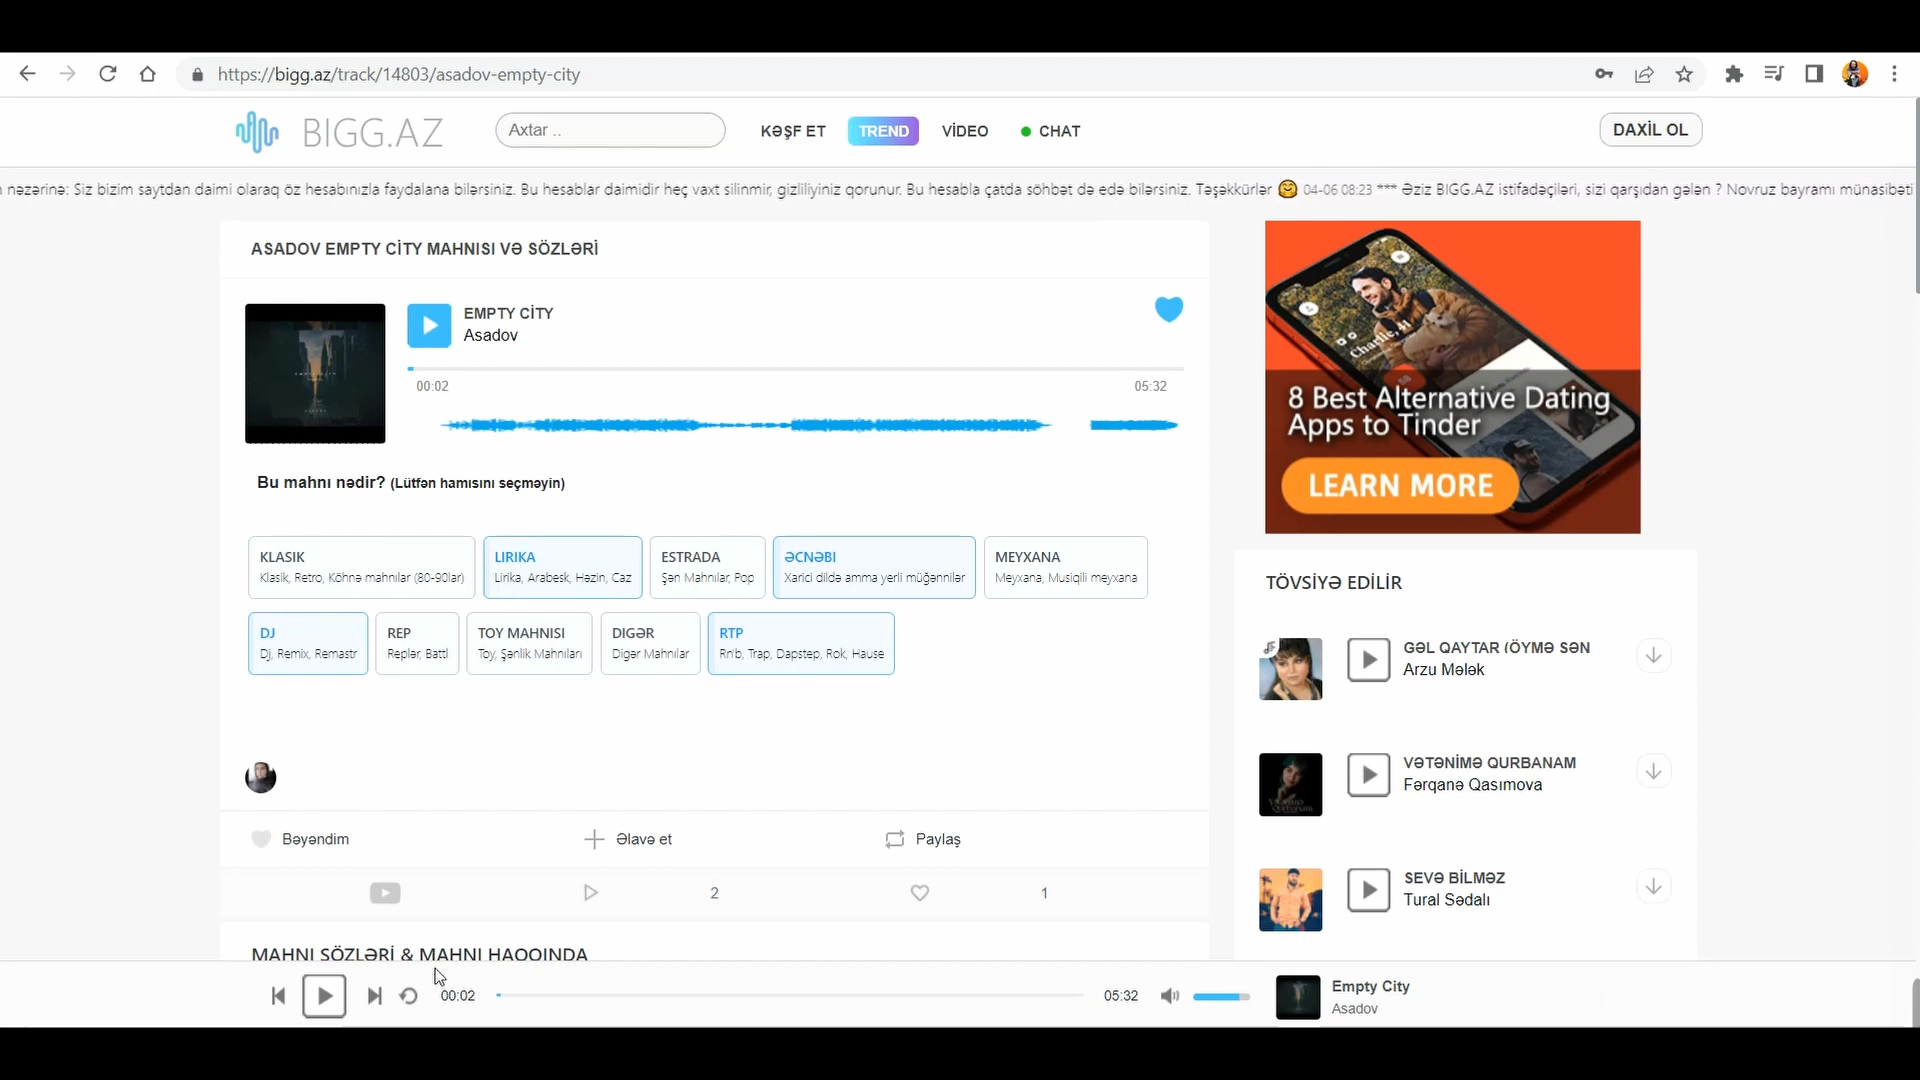 https://bigg.az/track/14803/asadov-empty-city
BIGG.AZ
Axtar ..
KƏŞF ET
TREND
VİDEO
CHAT
DAXİL OL
nəzərinə: Siz bizim saytdan daimi olaraq öz hesabınızla faydalana bilərsiniz. Bu hesablar daimidir heç vaxt silinmir, gizliliyiniz qorunur. Bu hesabla çatda söhbət də edə bilərsiniz. Təşəkkürlər 🤗 04-06 08:23 *** Əziz BIGG.AZ istifadəçiləri, sizi qarşıdan gələn ? Novruz bayramı münasibəti
ASADOV EMPTY CİTY MAHNISI VƏ SÖZLƏRİ
EMPTY CİTY
Asadov
00:02
05:32
Bu mahnı nədir? (Lütfən hamısını seçməyin)
KLASIK
Klasik, Retro, Köhnə mahnılar (80-90lar)
LIRIKA
Lirika, Arabesk, Həzin, Caz
ESTRADA
Şən Mahnılar, Pop
ƏCNƏBI
Xarici dildə amma yerli müğənnilər
MEYXANA
Meyxana, Musiqili meyxana
DJ
Dj, Remix, Remastr
REP
Replər, Battl
TOY MAHNISI
Toy, Şənlik Mahnıları
DIGƏR
Digər Mahnılar
RTP
Rn'b, Trap, Dapstep, Rok, Hause
Bəyəndim
Əlavə et
Paylaş
2
1
MAHNI SÖZLƏRİ & MAHNI HAQQINDA
Charlie, 41
8 Best Alternative Dating
Apps to Tinder
LEARN MORE
TÖVSİYƏ EDİLİR
GƏL QAYTAR (ÖYMƏ SƏN
Arzu Mələk
VƏTƏNİMƏ QURBANAM
Fərqanə Qasımova
SEVƏ BİLMƏZ
Tural Sədalı
00:02
05:32
Empty City
Asadov